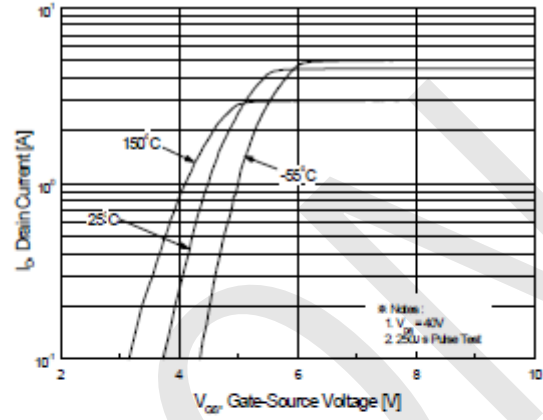 10¹
I_D, Drain Current [A]
150°C
-55°C
10⁰
25°C
※ Notes :
1. V_DS = 40V
2. 250μs Pulse Test
10⁻¹
2 4 6 8 10
V_GS, Gate-Source Voltage [V]